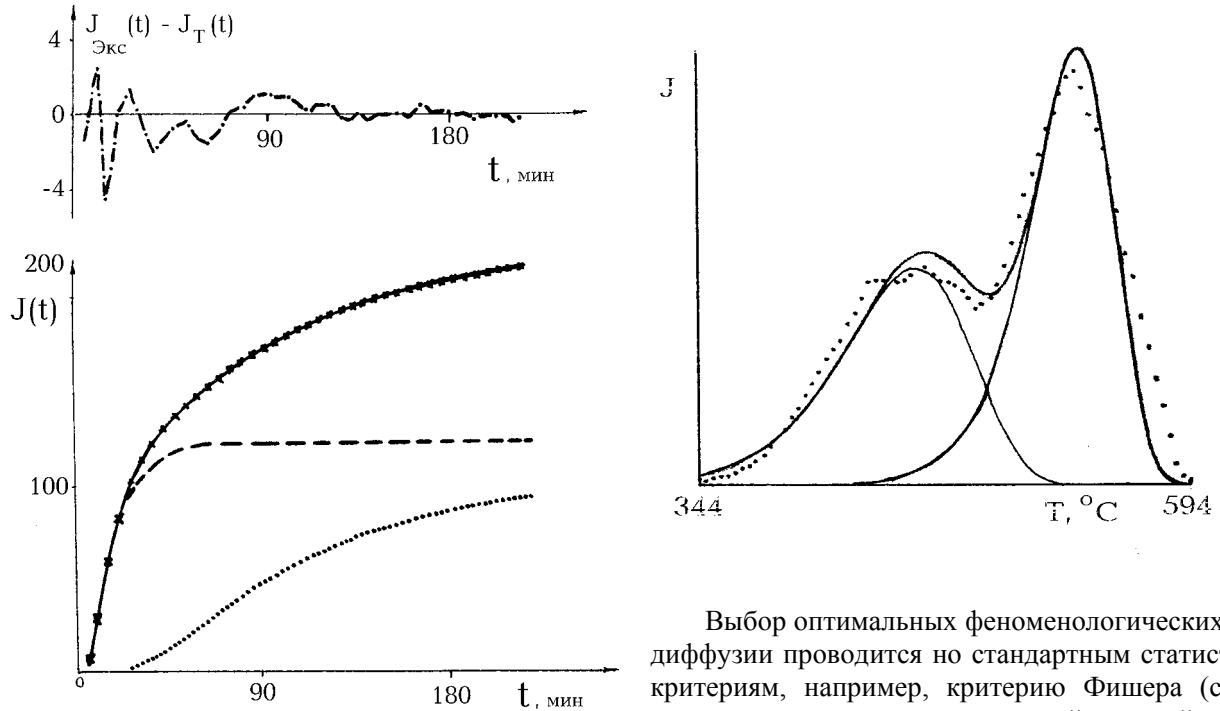 J Экс (t) - J T (t)
4
0
90
180
-4
t, мин
200
J(t)
100
0
90
180
t, мин
J
344
T, °C
594
Выбор оптимальных феноменологических
диффузии проводится но стандартным статист
критериям, например, критерию Фишера (с